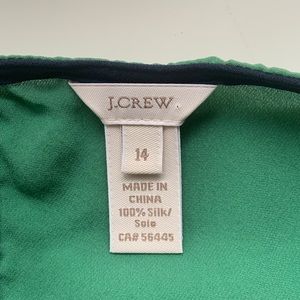 J.CREW
14
MADE IN
CHINA
100% Silk/
Soie
CA# 56445